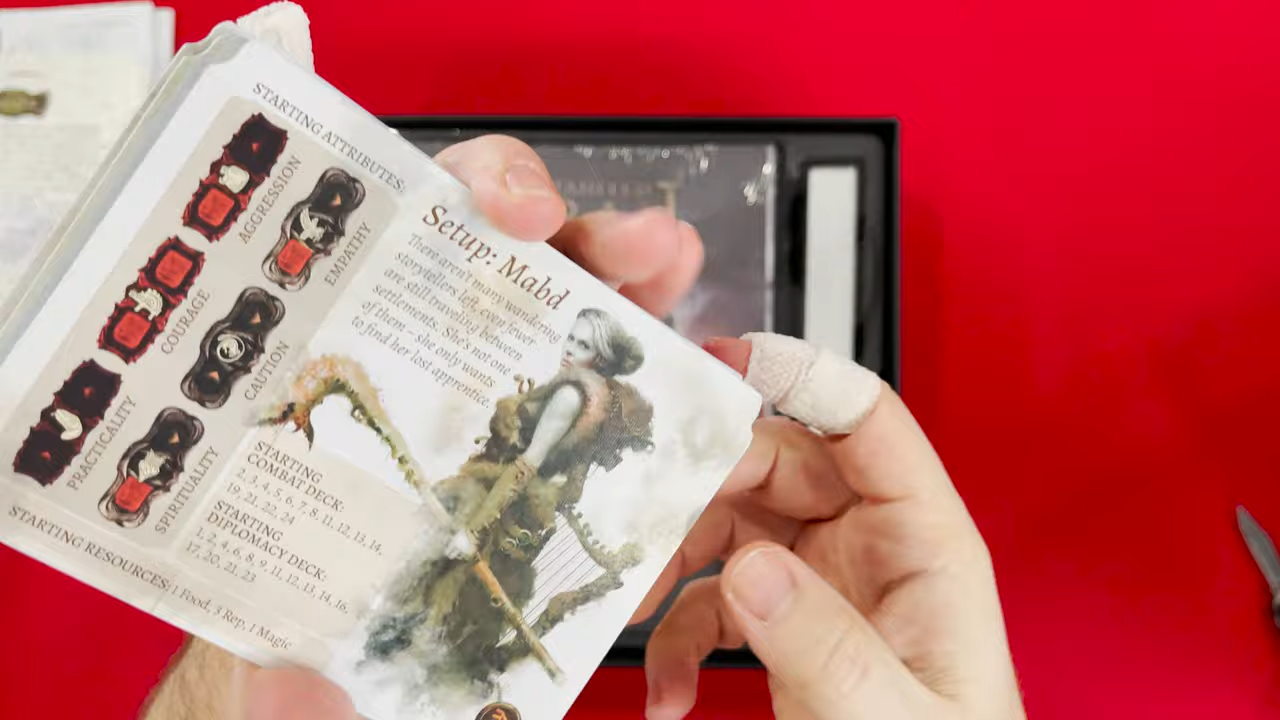 STARTING ATTRIBUTES:
AGGRESSION
EMPATHY
COURAGE
CAUTION
PRACTICALITY
SPIRITUALITY
Setup: Mabd
There aren't many wandering
storytellers left, even fewer
are still traveling between
settlements. She's not one
of them – she only wants
to find her lost apprentice.
STARTING
COMBAT DECK:
2, 3, 4, 5, 6, 7, 8, 11, 12, 13, 14,
19, 21, 22, 24
STARTING
DIPLOMACY DECK:
1, 2, 4, 6, 8, 9, 11, 12, 13, 14, 16,
17, 20, 21, 23
STARTING RESOURCES: 1 Food, 3 Rep, 1 Magic